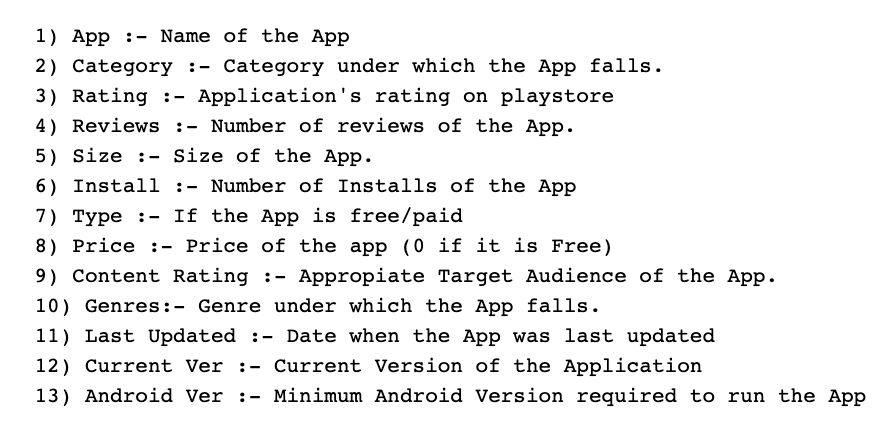 1) App :- Name of the App
2) Category :- Category under which the App falls.
3) Rating :- Application's rating on playstore
4) Reviews :- Number of reviews of the App.
5) Size :- Size of the App.
6) Install :- Number of Installs of the App
7) Type :- If the App is free/paid
8) Price :- Price of the app (0 if it is Free)
9) Content Rating :- Appropiate Target Audience of the App.
10) Genres:- Genre under which the App falls.
11) Last Updated :- Date when the App was last updated
12) Current Ver :- Current Version of the Application
13) Android Ver :- Minimum Android Version required to run the App